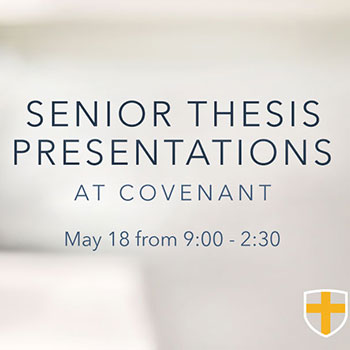 SENIOR THESIS
PRESENTATIONS
AT COVENANT
May 18 from 9:00 - 2:30